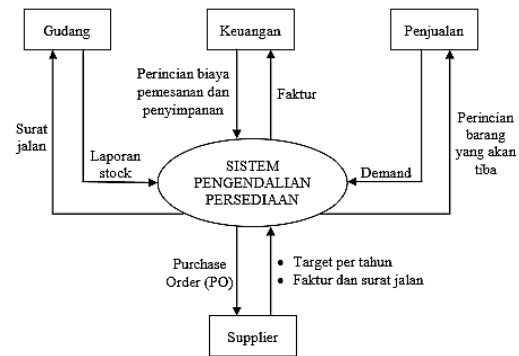 Gudang
Keuangan
Penjualan
Perincian biaya
pemesanan dan
penyimpanan
Faktur
Surat
jalan
Perincian
barang
yang akan
tiba
Laporan
stock
SISTEM
PENGENDALIAN
PERSEDIAAN
Demand
Purchase
Order (PO)
• Target per tahun
• Faktur dan surat jalan
Supplier